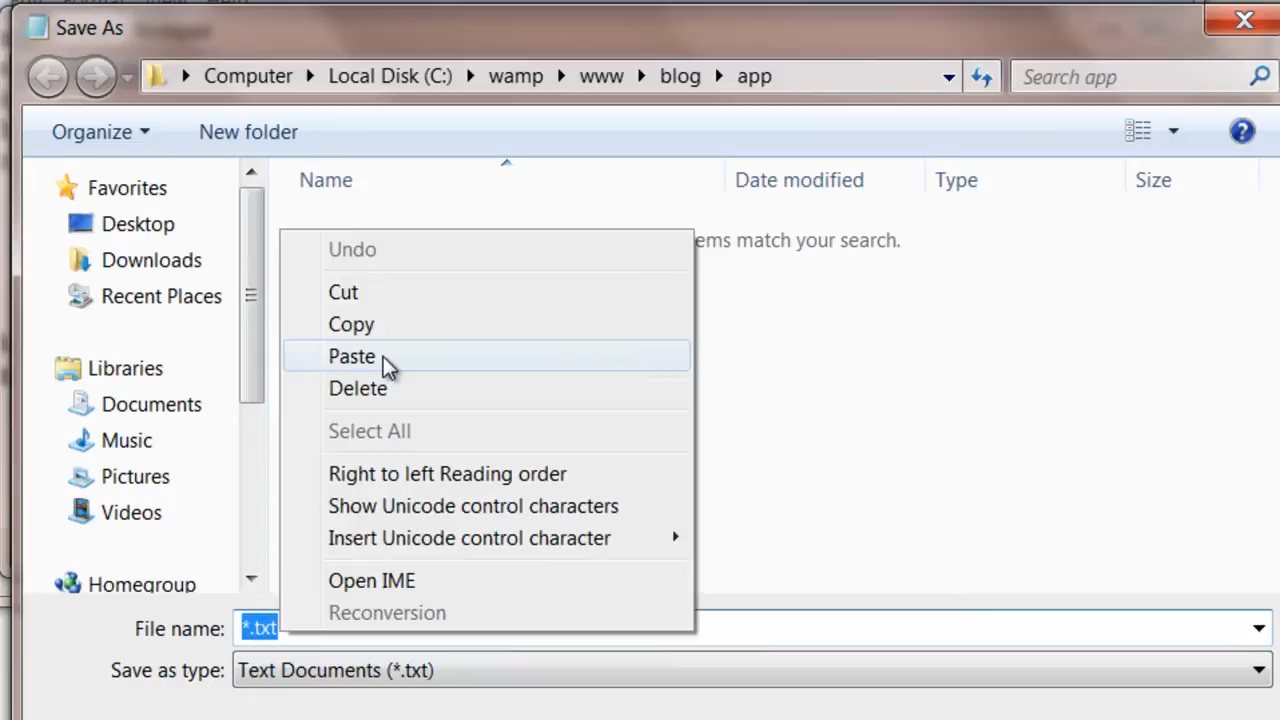 Save As
Computer Local Disk (C:) wamp www blog app
Search app
Organize New folder
Name Date modified Type Size
Favorites
Desktop
Downloads
Recent Places
Libraries
Documents
Music
Pictures
Videos
Homegroup
ems match your search.
Undo
Cut
Copy
Paste
Delete
Select All
Right to left Reading order
Show Unicode control characters
Insert Unicode control character
Open IME
Reconversion
File name: *.txt
Save as type: Text Documents (*.txt)